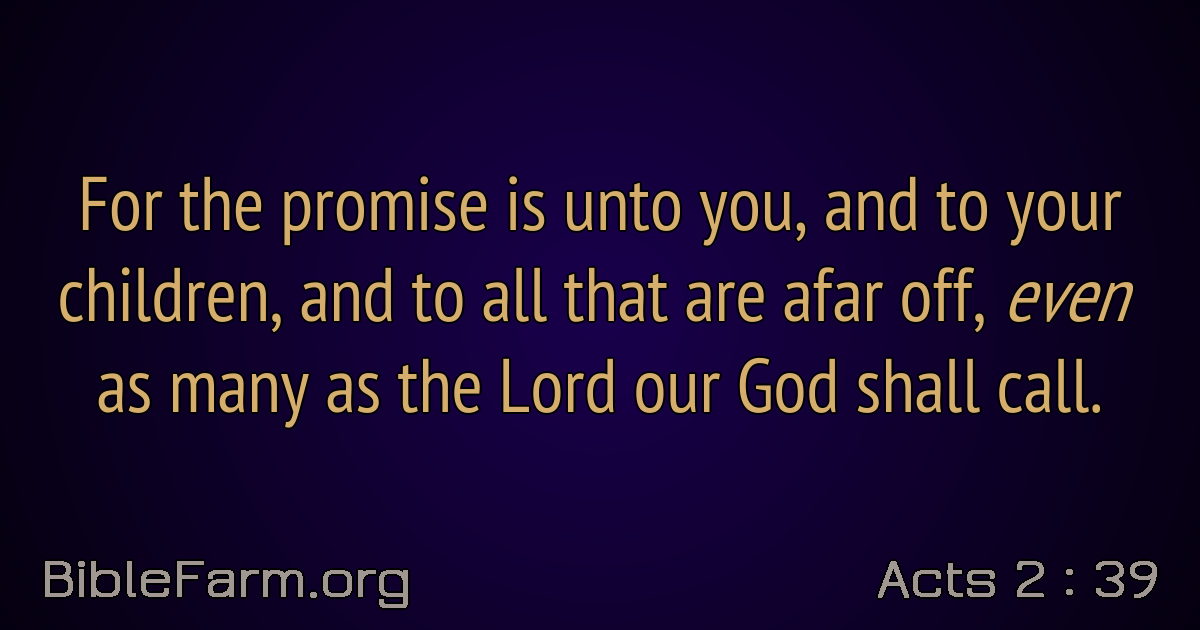 For the promise is unto you, and to your
children, and to all that are afar off, even
as many as the Lord our God shall call.
BibleFarm.org
Acts 2 : 39